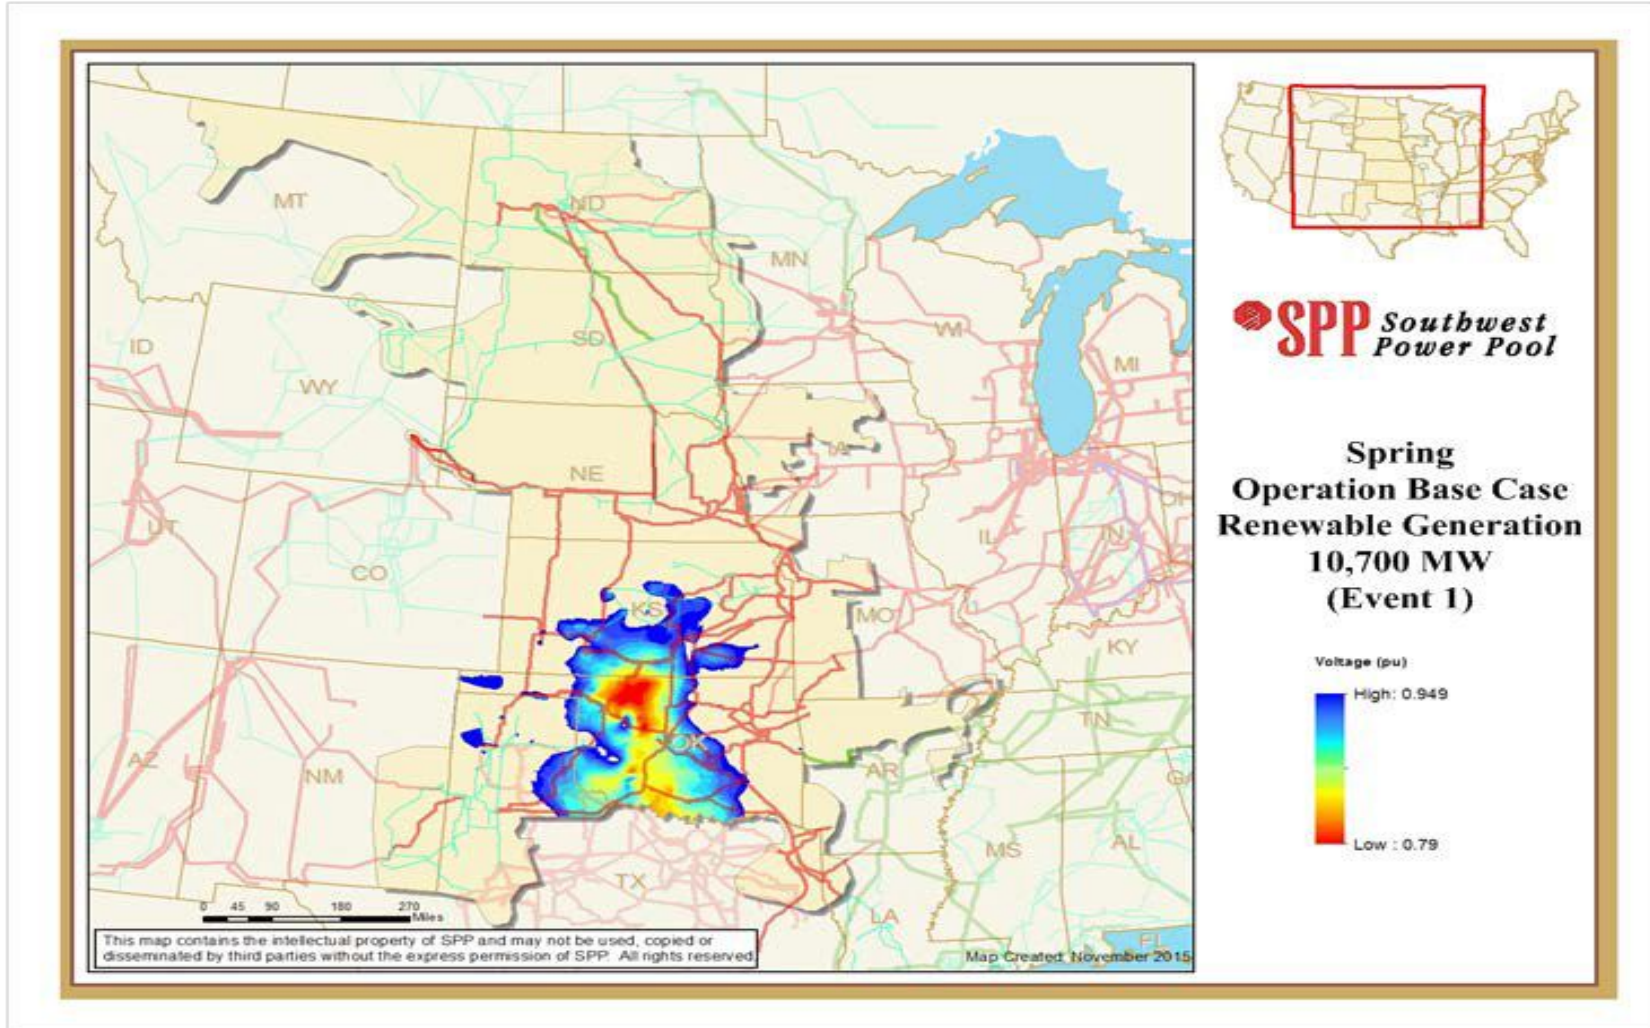 MT
ND
MN
ID
WY
SD
WI
MI
NE
IA
UT
CO
KS
IL
IN
OH
MO
KY
AZ
NM
OK
AR
TN
TX
MS
AL
GA
LA
FL
0 45 90 180 270
Miles
This map contains the intellectual property of SPP and may not be used, copied or
disseminated by third parties without the express permission of SPP. All rights reserved.
Map Created: November 2015
SPP Southwest
Power Pool
Spring
Operation Base Case
Renewable Generation
10,700 MW
(Event 1)
Voltage (pu)
High: 0.949
Low : 0.79